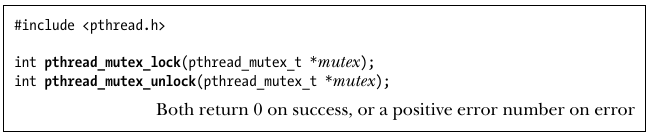 #include <pthread.h>
int pthread_mutex_lock(pthread_mutex_t *mutex);
int pthread_mutex_unlock(pthread_mutex_t *mutex);
Both return 0 on success, or a positive error number on error